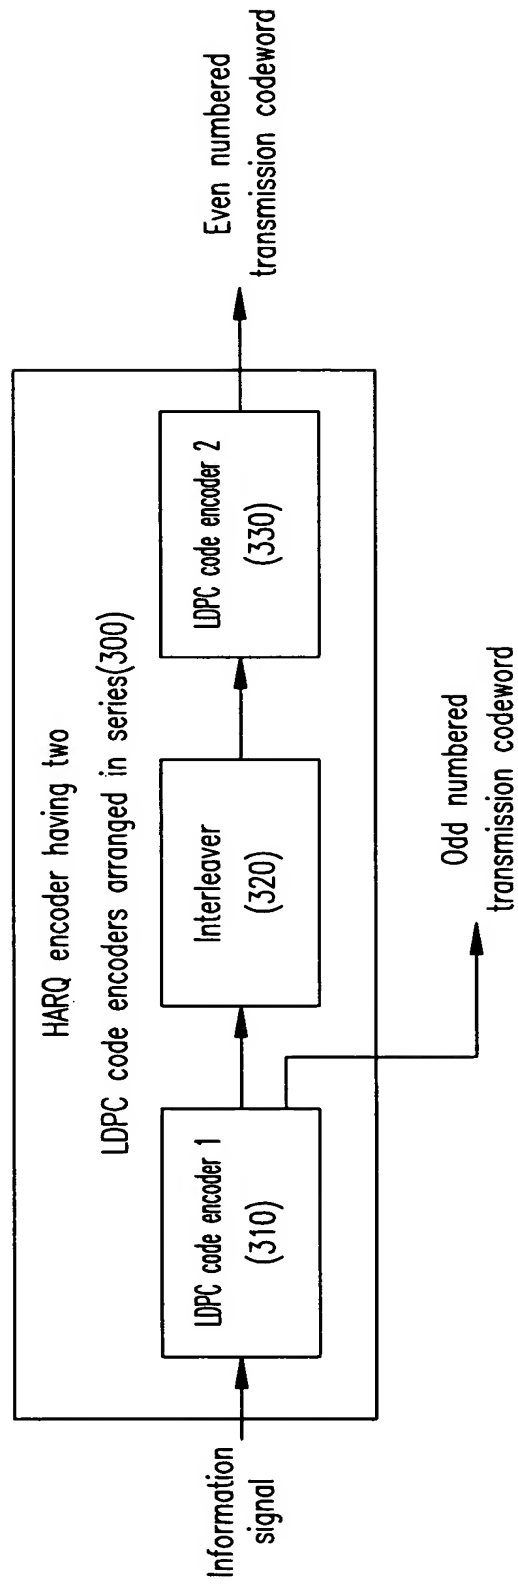 HARQ encoder having two
LDPC code encoders arranged in series(300)
Information
signal
LDPC code encoder 1
(310)
Interleaver
(320)
LDPC code encoder 2
(330)
Even numbered
transmission codeword
Odd numbered
transmission codeword